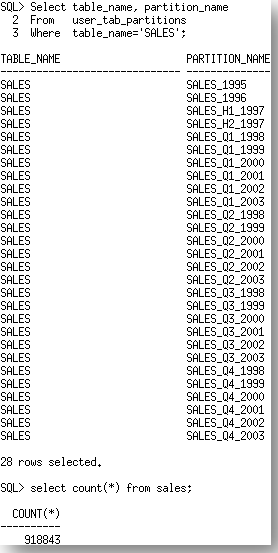 SQL> Select table_name, partition_name
2 From user_tab_partitions
3 Where table_name='SALES';
TABLE_NAME PARTITION_NAME
------------------------------ --------------
SALES SALES_1995
SALES SALES_1996
SALES SALES_H1_1997
SALES SALES_H2_1997
SALES SALES_Q1_1998
SALES SALES_Q1_1999
SALES SALES_Q1_2000
SALES SALES_Q1_2001
SALES SALES_Q1_2002
SALES SALES_Q1_2003
SALES SALES_Q2_1998
SALES SALES_Q2_1999
SALES SALES_Q2_2000
SALES SALES_Q2_2001
SALES SALES_Q2_2002
SALES SALES_Q2_2003
SALES SALES_Q3_1998
SALES SALES_Q3_1999
SALES SALES_Q3_2000
SALES SALES_Q3_2001
SALES SALES_Q3_2002
SALES SALES_Q3_2003
SALES SALES_Q4_1998
SALES SALES_Q4_1999
SALES SALES_Q4_2000
SALES SALES_Q4_2001
SALES SALES_Q4_2002
SALES SALES_Q4_2003
28 rows selected.
SQL> select count(*) from sales;
COUNT(*)
----------
918843